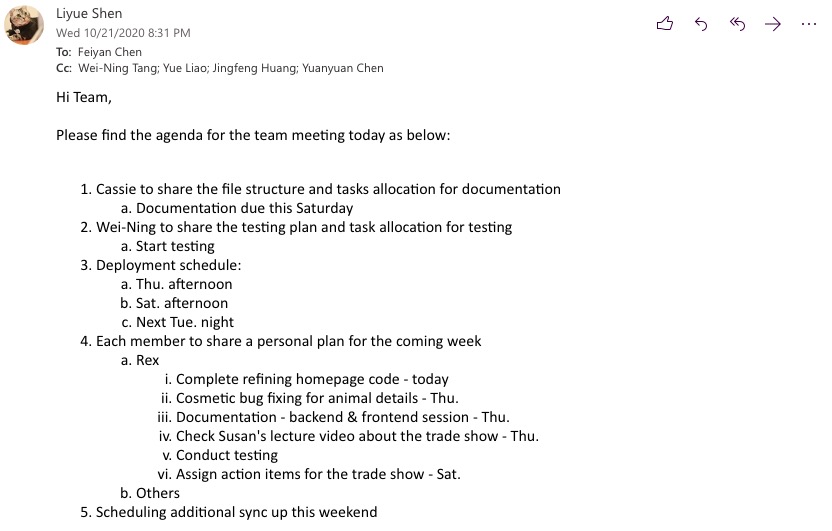 Liyue Shen
Wed 10/21/2020 8:31 PM
To: Feiyan Chen
Cc: Wei-Ning Tang; Yue Liao; Jingfeng Huang; Yuanyuan Chen
Hi Team,
Please find the agenda for the team meeting today as below:
1. Cassie to share the file structure and tasks allocation for documentation
a. Documentation due this Saturday
2. Wei-Ning to share the testing plan and task allocation for testing
a. Start testing
3. Deployment schedule:
a. Thu. afternoon
b. Sat. afternoon
c. Next Tue. night
4. Each member to share a personal plan for the coming week
a. Rex
i. Complete refining homepage code - today
ii. Cosmetic bug fixing for animal details - Thu.
iii. Documentation - backend & frontend session - Thu.
iv. Check Susan's lecture video about the trade show - Thu.
v. Conduct testing
vi. Assign action items for the trade show - Sat.
b. Others
5. Scheduling additional sync up this weekend